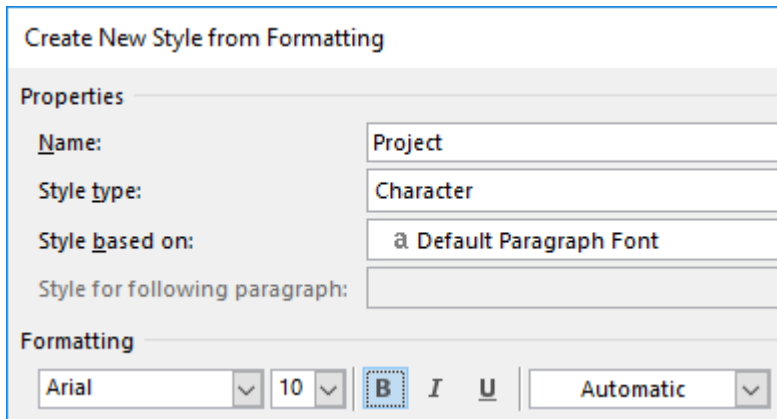 Create New Style from Formatting
Properties
Name: Project
Style type: Character
Style based on: a Default Paragraph Font
Style for following paragraph:
Formatting
Arial 10 B I U Automatic